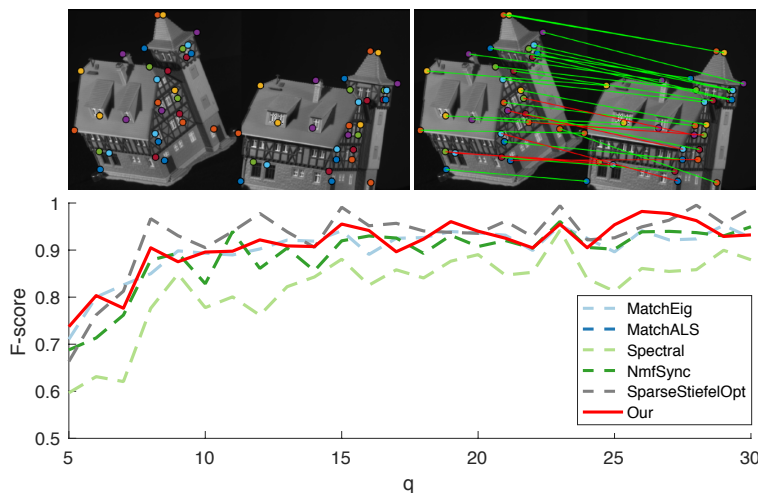 1
0.9
0.8
0.7
0.6
0.5
F-score
5
10
15
20
25
30
q
MatchEig
MatchALS
Spectral
NmfSync
SparseStiefelOpt
Our